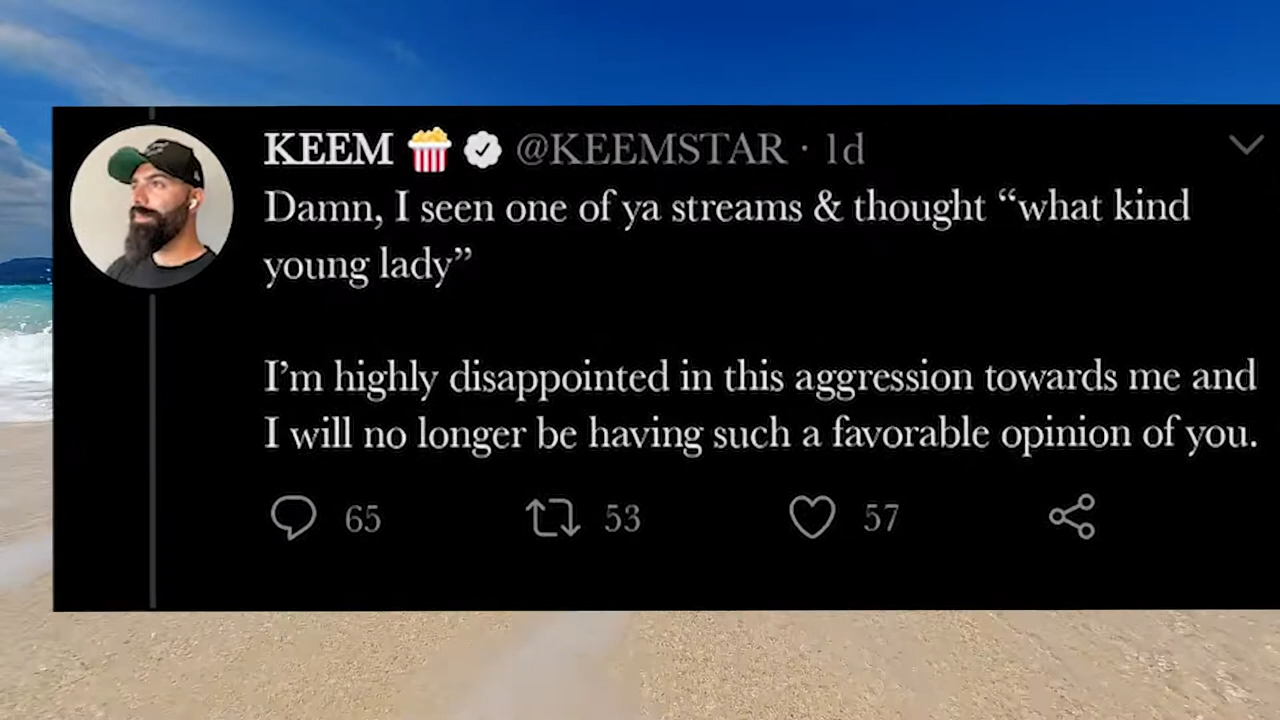 KEEM 🍿 @KEEMSTAR · 1d
Damn, I seen one of ya streams & thought “what kind
young lady”
I’m highly disappointed in this aggression towards me and
I will no longer be having such a favorable opinion of you.
65 53 57